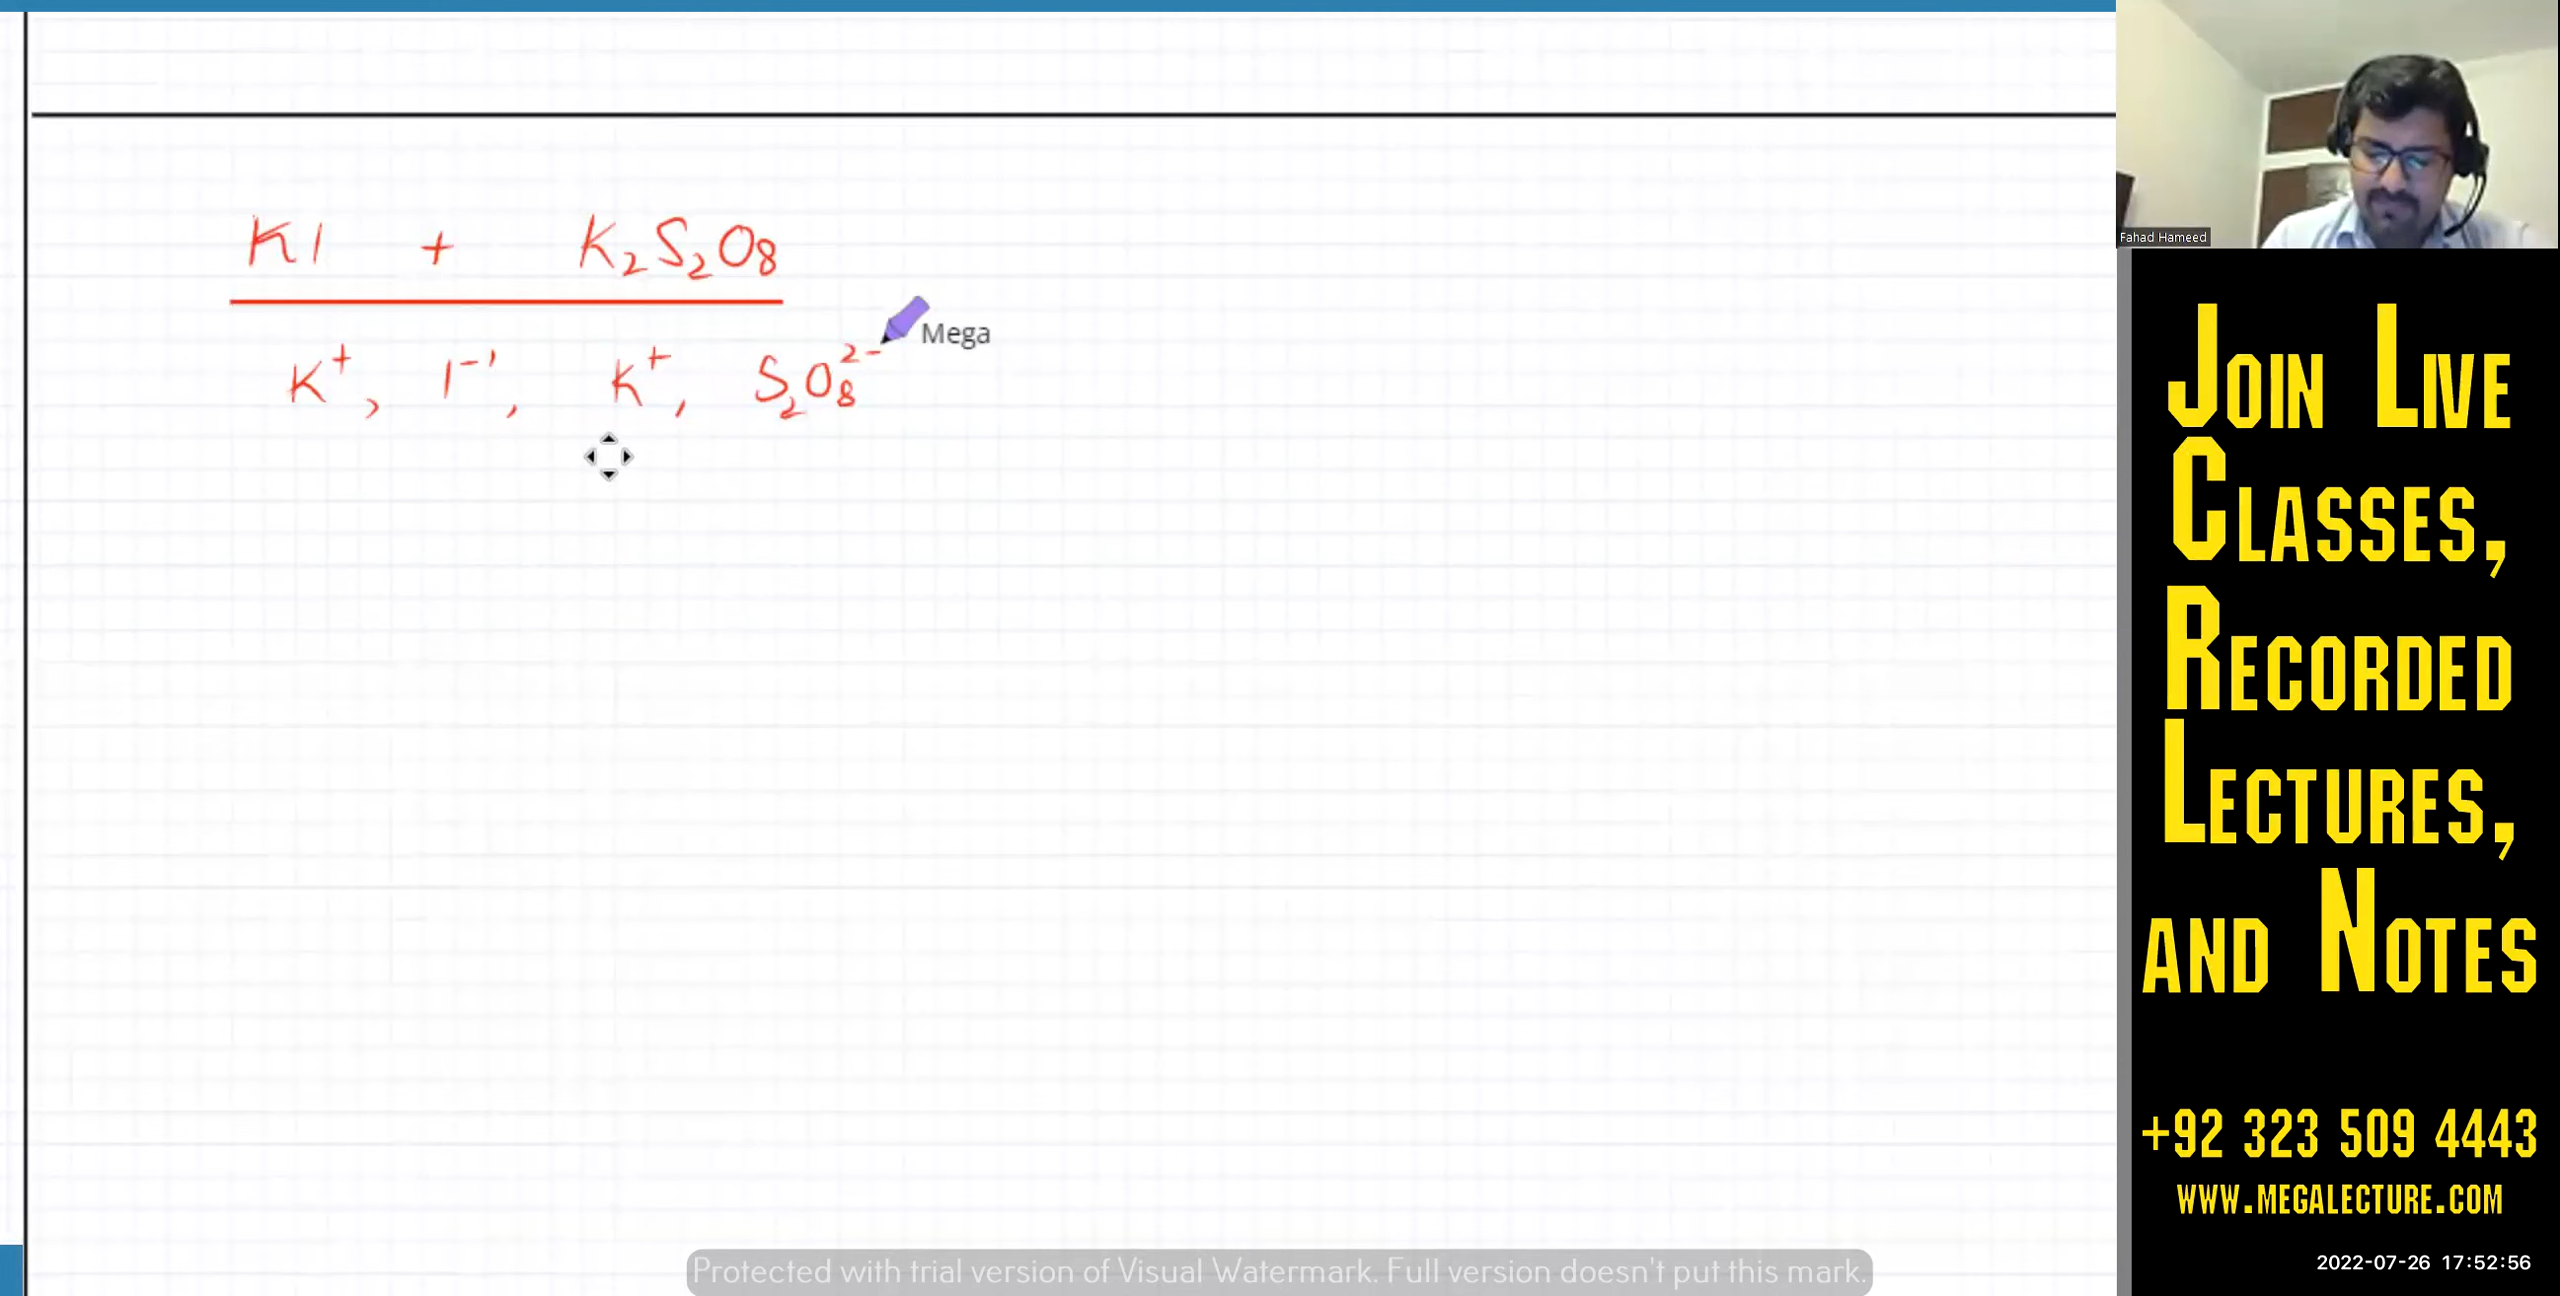 KI + K₂S₂O₈
K⁺, I⁻¹, K⁺, S₂O₈²⁻
Mega
Fahad Hameed
JOIN LIVE
CLASSES,
RECORDED
LECTURES,
AND NOTES
+92 323 509 4443
WWW.MEGALECTURE.COM
2022-07-26 17:52:56
Protected with trial version of Visual Watermark. Full version doesn't put this mark.